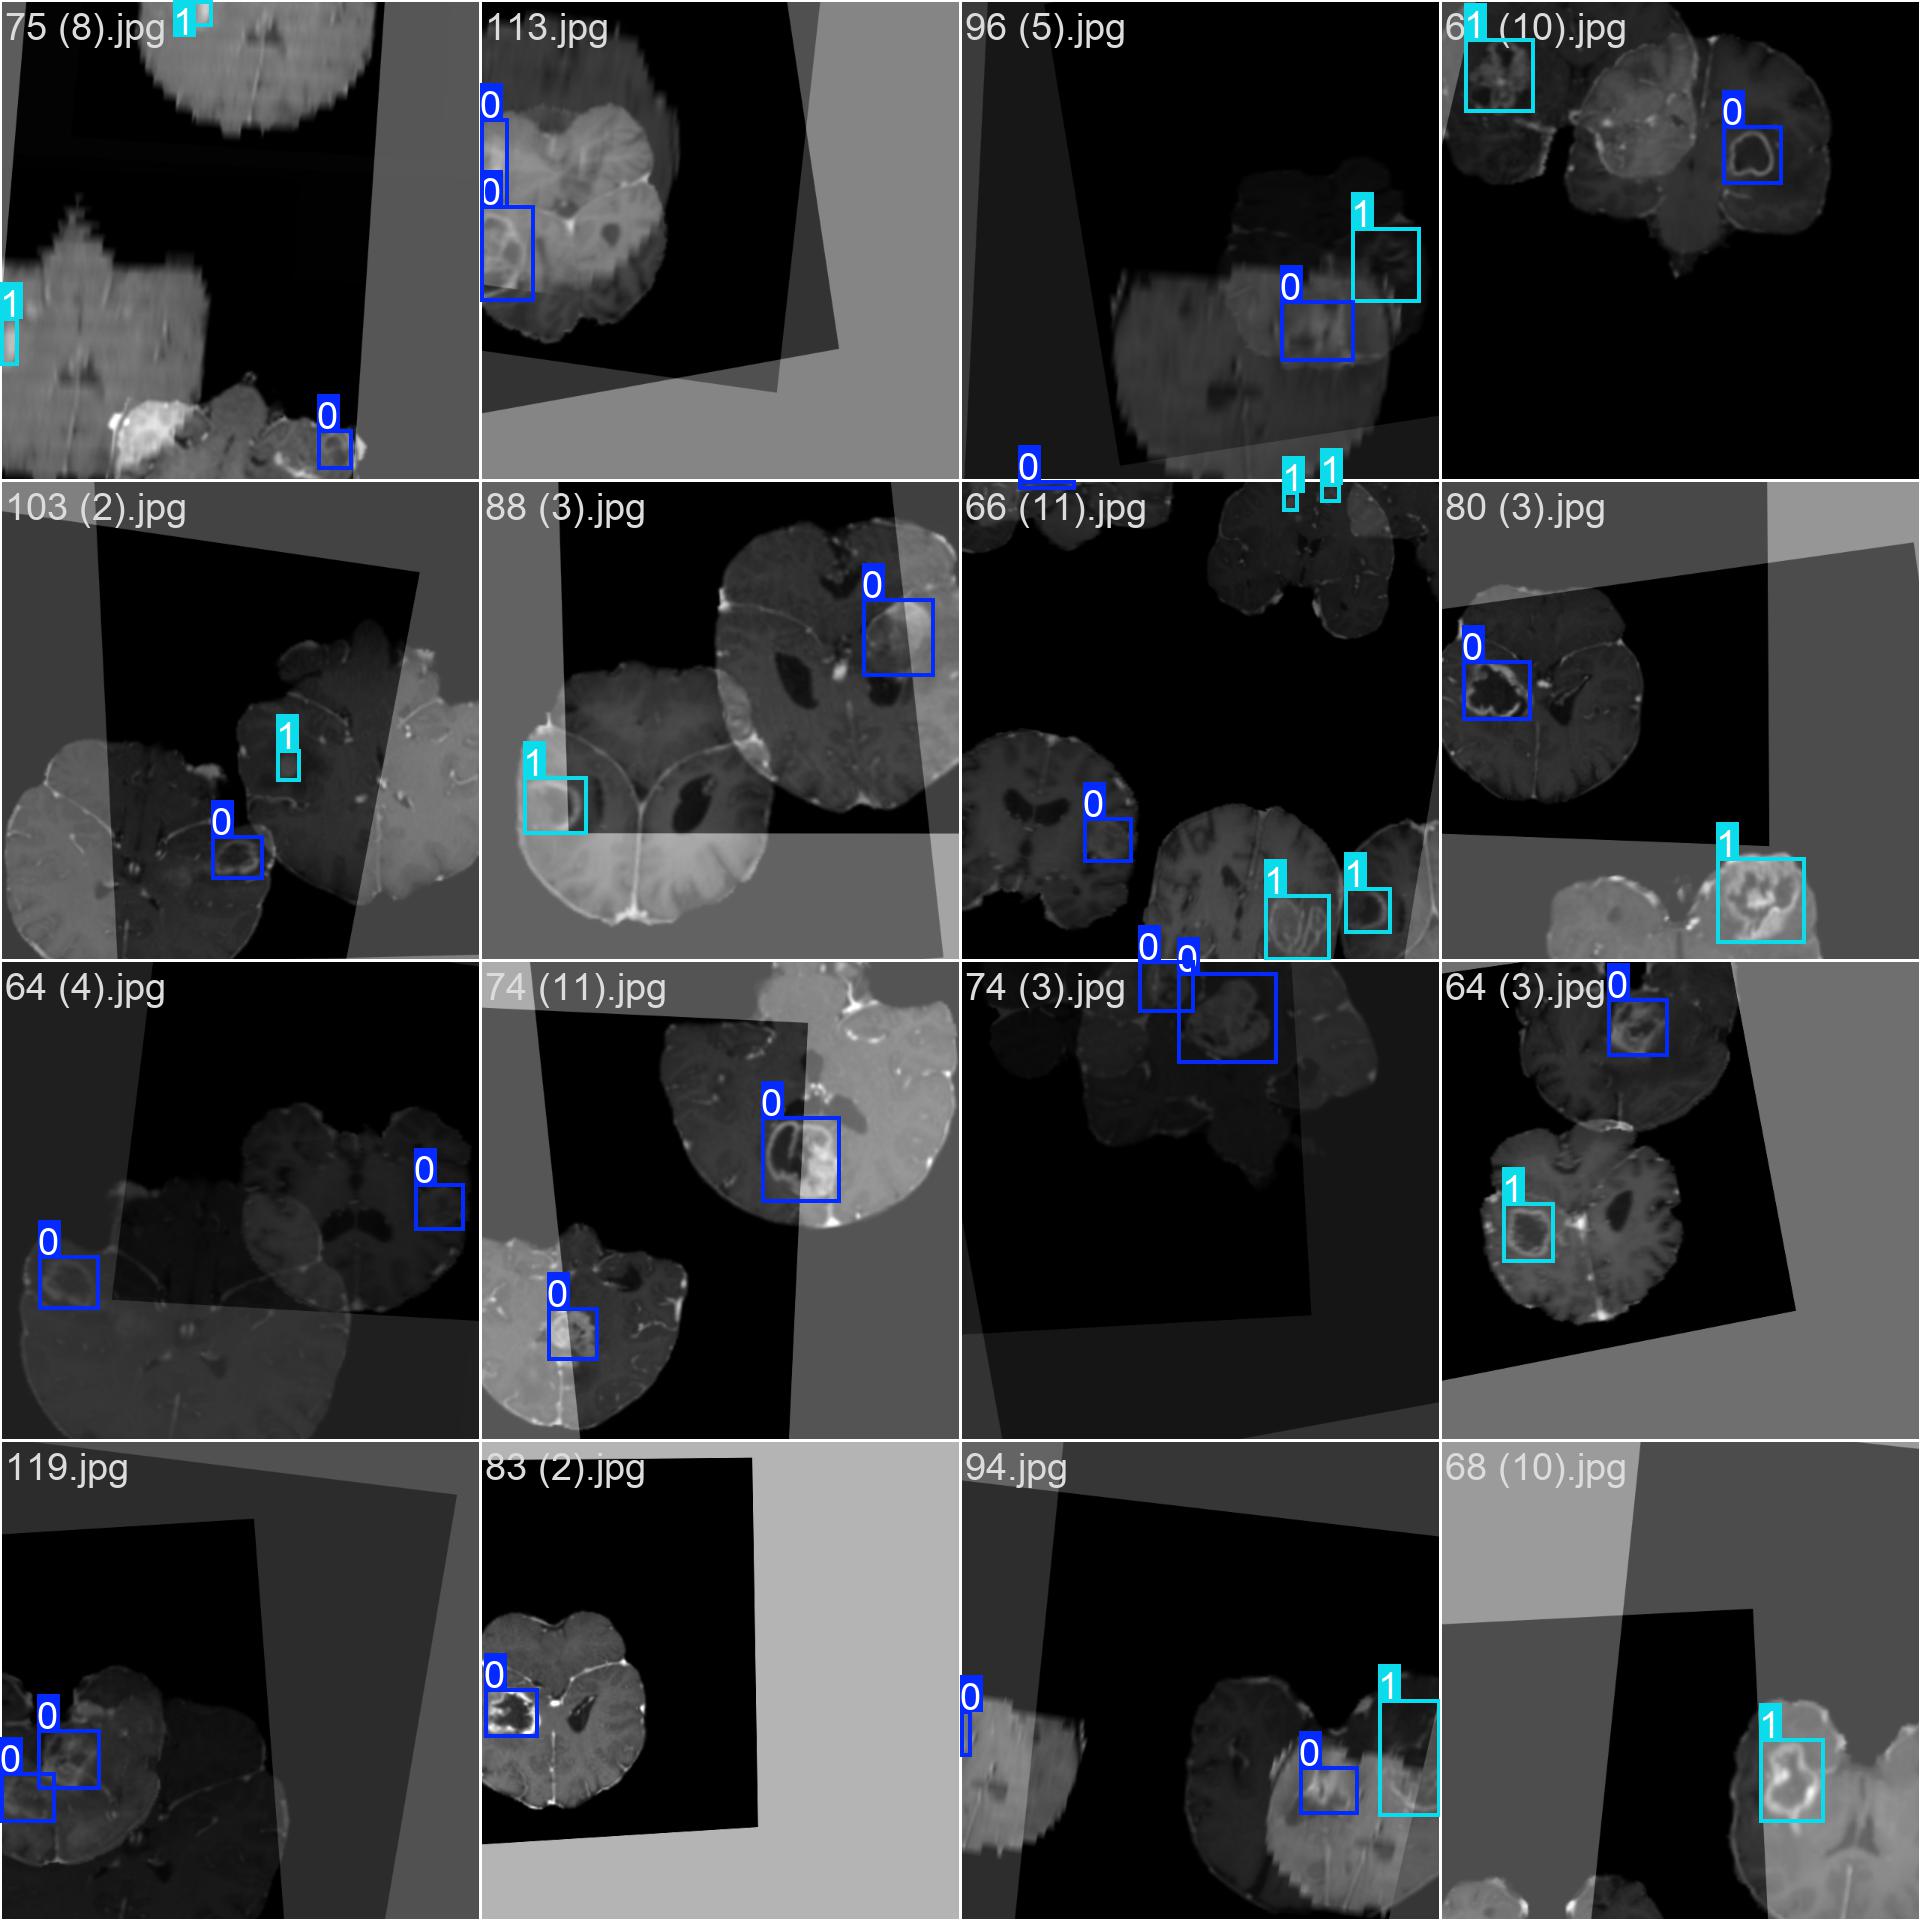 75 (8).jpg
1
113.jpg
96 (5).jpg
61 (10).jpg
1
0
0
0
1
0
1
0
0
1
1
103 (2).jpg
88 (3).jpg
66 (11).jpg
80 (3).jpg
0
0
1
1
0
0
1
1
1
0
0
64 (4).jpg
74 (11).jpg
74 (3).jpg
64 (3).jpg
0
0
0
1
0
0
119.jpg
83 (2).jpg
94.jpg
68 (10).jpg
0
0
0
1
1
0
0